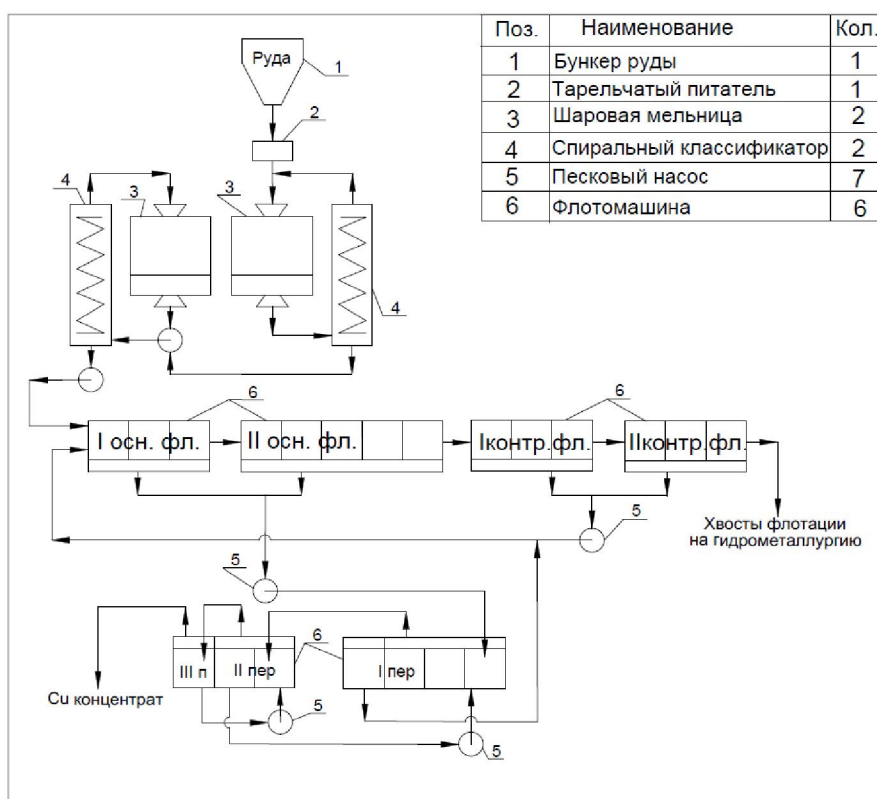 Поз. Наименование Кол.
1 Бункер руды 1
2 Тарельчатый питатель 1
3 Шаровая мельница 2
4 Спиральный классификатор 2
5 Песковый насос 7
6 Флотомашина 6
Руда
1
2
4
3
3
4
6
6
I осн. фл.
II осн. фл.
Iконтр.фл.
IIконтр.фл.
5
Хвосты флотации
на гидрометаллургию
5
6
III п
II пер
I пер
Cu концентрат
5
5